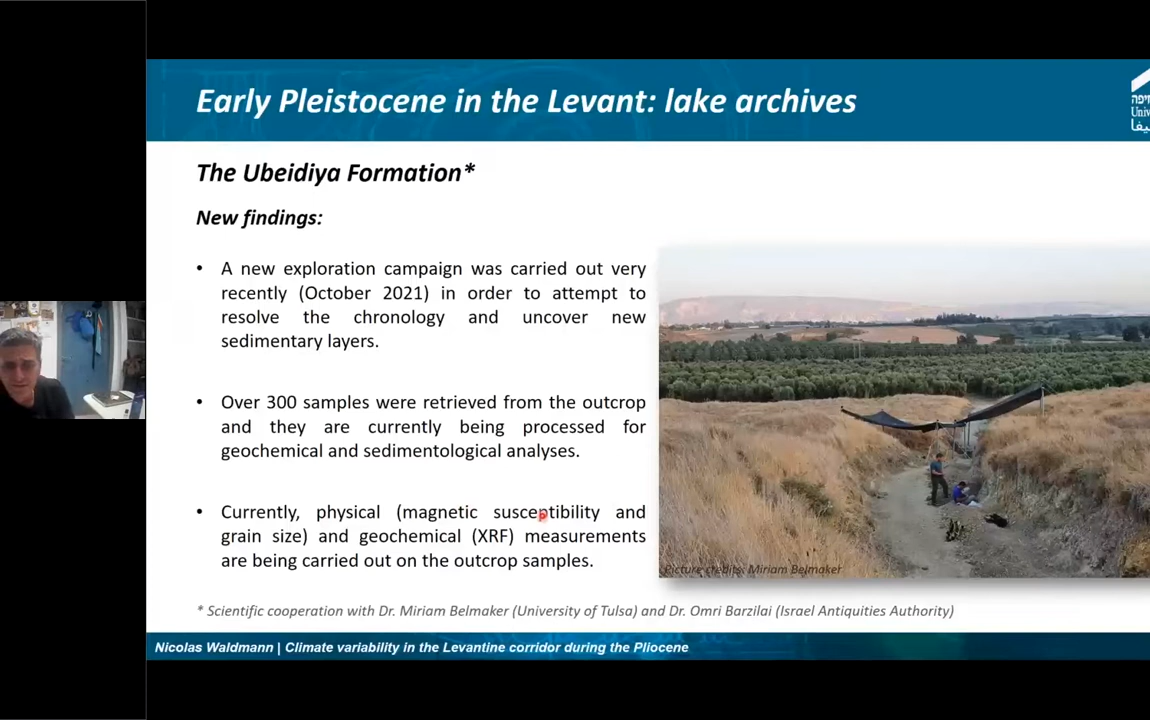 Early Pleistocene in the Levant: lake archives
The Ubeidiya Formation*
New findings:
• A new exploration campaign was carried out very
recently (October 2021) in order to attempt to
resolve the chronology and uncover new
sedimentary layers.
• Over 300 samples were retrieved from the outcrop
and they are currently being processed for
geochemical and sedimentological analyses.
• Currently, physical (magnetic susceptibility and
grain size) and geochemical (XRF) measurements
are being carried out on the outcrop samples.
Picture credits: Miriam Belmaker
* Scientific cooperation with Dr. Miriam Belmaker (University of Tulsa) and Dr. Omri Barzilai (Israel Antiquities Authority)
Nicolas Waldmann | Climate variability in the Levantine corridor during the Pliocene